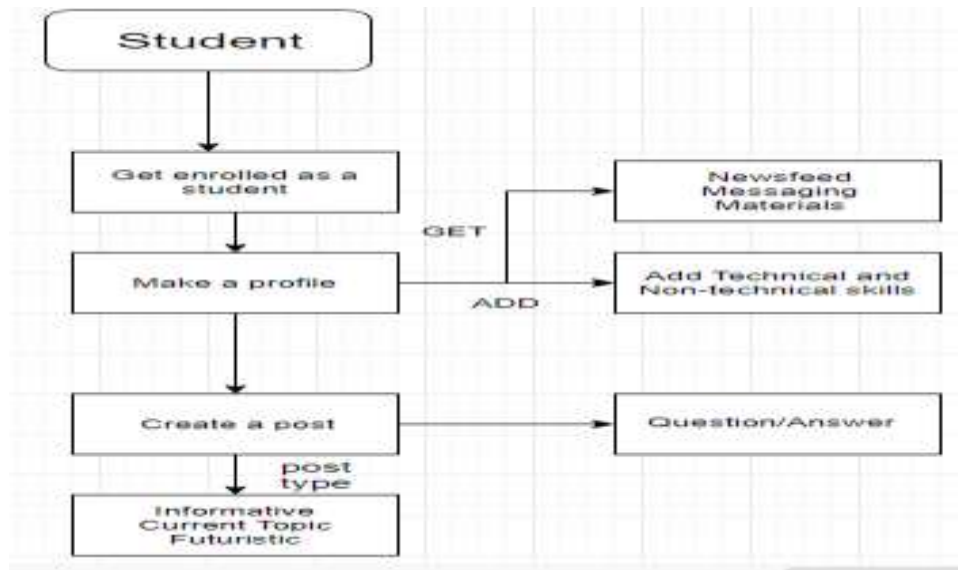 Student
Get enrolled as a
student
Newsfeed
Messaging
Materials
GET
Make a profile
ADD
Add Technical and
Non-technical skills
Create a post
Question/Answer
post
type
Informative
Current Topic
Futuristic